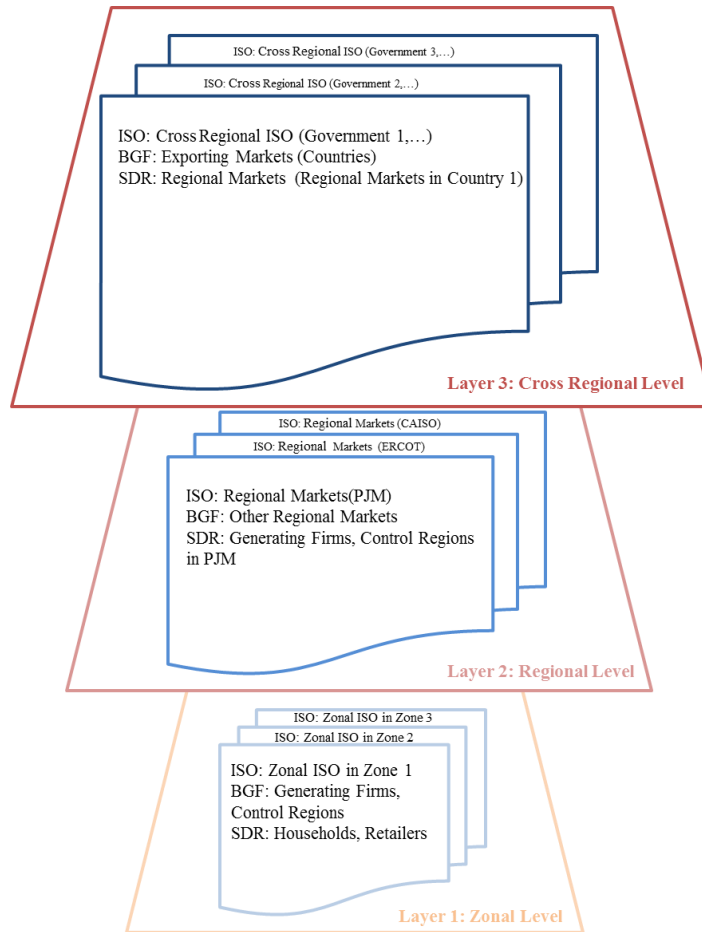 ISO: Cross Regional ISO (Government 3,…)
ISO: Cross Regional ISO (Government 2,…)
ISO: Cross Regional ISO (Government 1,…)
BGF: Exporting Markets (Countries)
SDR: Regional Markets (Regional Markets in Country 1)
Layer 3: Cross Regional Level
ISO: Regional Markets (CAISO)
ISO: Regional Markets (ERCOT)
ISO: Regional Markets(PJM)
BGF: Other Regional Markets
SDR: Generating Firms, Control Regions
in PJM
Layer 2: Regional Level
ISO: Zonal ISO in Zone 3
ISO: Zonal ISO in Zone 2
ISO: Zonal ISO in Zone 1
BGF: Generating Firms,
Control Regions
SDR: Households, Retailers
Layer 1: Zonal Level